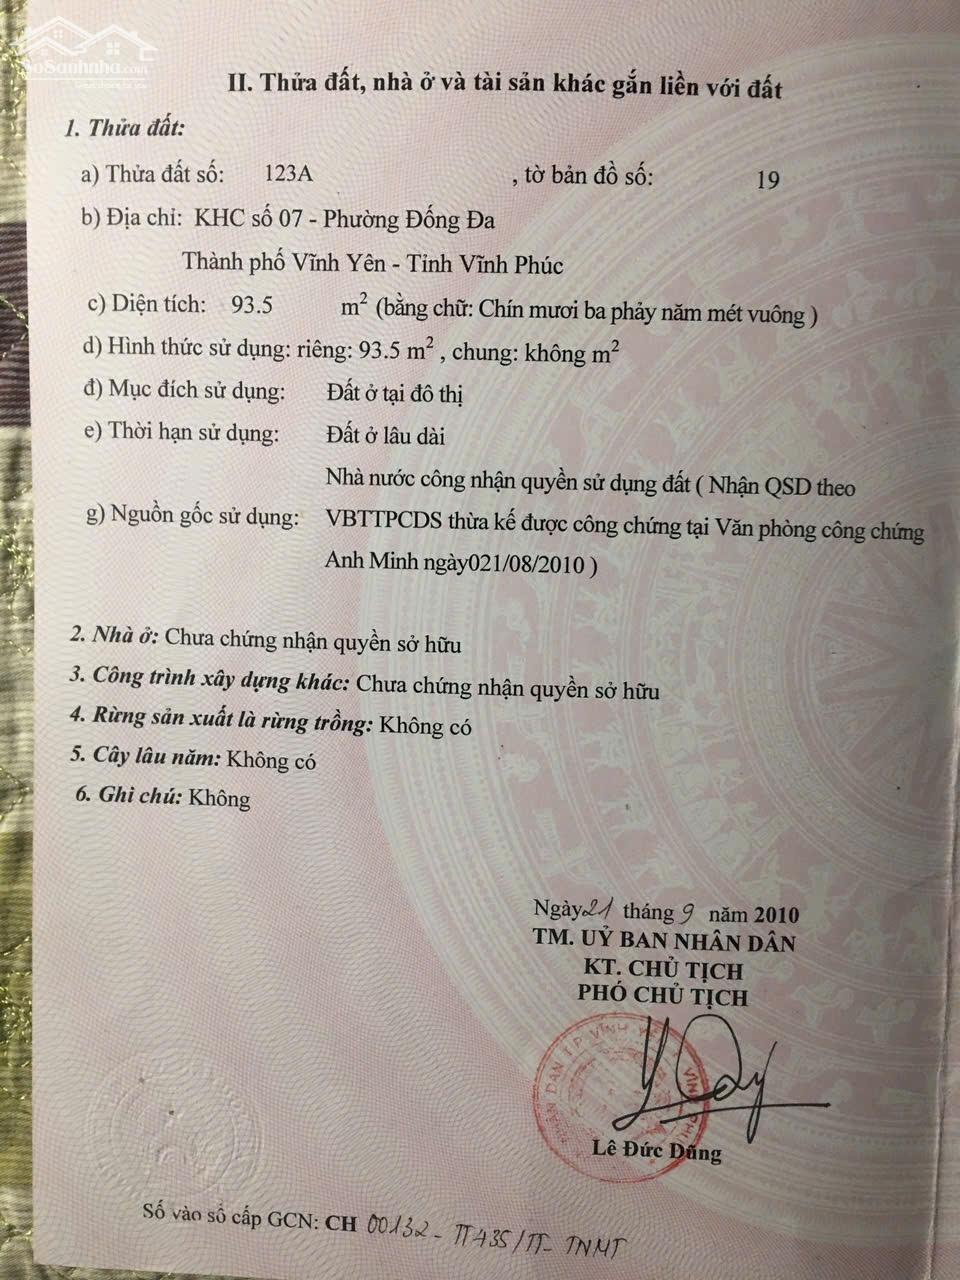 SoSanhnha.com
II. Thửa đất, nhà ở và tài sản khác gắn liền với đất
1. Thửa đất:
a) Thửa đất số: 123A , tờ bản đồ số: 19
b) Địa chỉ: KHC số 07 - Phường Đống Đa
Thành phố Vĩnh Yên - Tỉnh Vĩnh Phúc
c) Diện tích: 93.5 m² (bằng chữ: Chín mươi ba phảy năm mét vuông )
d) Hình thức sử dụng: riêng: 93.5 m² , chung: không m²
đ) Mục đích sử dụng: Đất ở tại đô thị
e) Thời hạn sử dụng: Đất ở lâu dài
Nhà nước công nhận quyền sử dụng đất ( Nhận QSD theo
g) Nguồn gốc sử dụng: VBTTPCDS thừa kế được công chứng tại Văn phòng công chứng
Anh Minh ngày021/08/2010 )
2. Nhà ở: Chưa chứng nhận quyền sở hữu
3. Công trình xây dựng khác: Chưa chứng nhận quyền sở hữu
4. Rừng sản xuất là rừng trồng: Không có
5. Cây lâu năm: Không có
6. Ghi chú: Không
Ngày 21 tháng 9 năm 2010
TM. UỶ BAN NHÂN DÂN
KT. CHỦ TỊCH
PHÓ CHỦ TỊCH
Lê Đức Dũng
Số vào sổ cấp GCN: CH 00132 - TT435/TT- TNMT